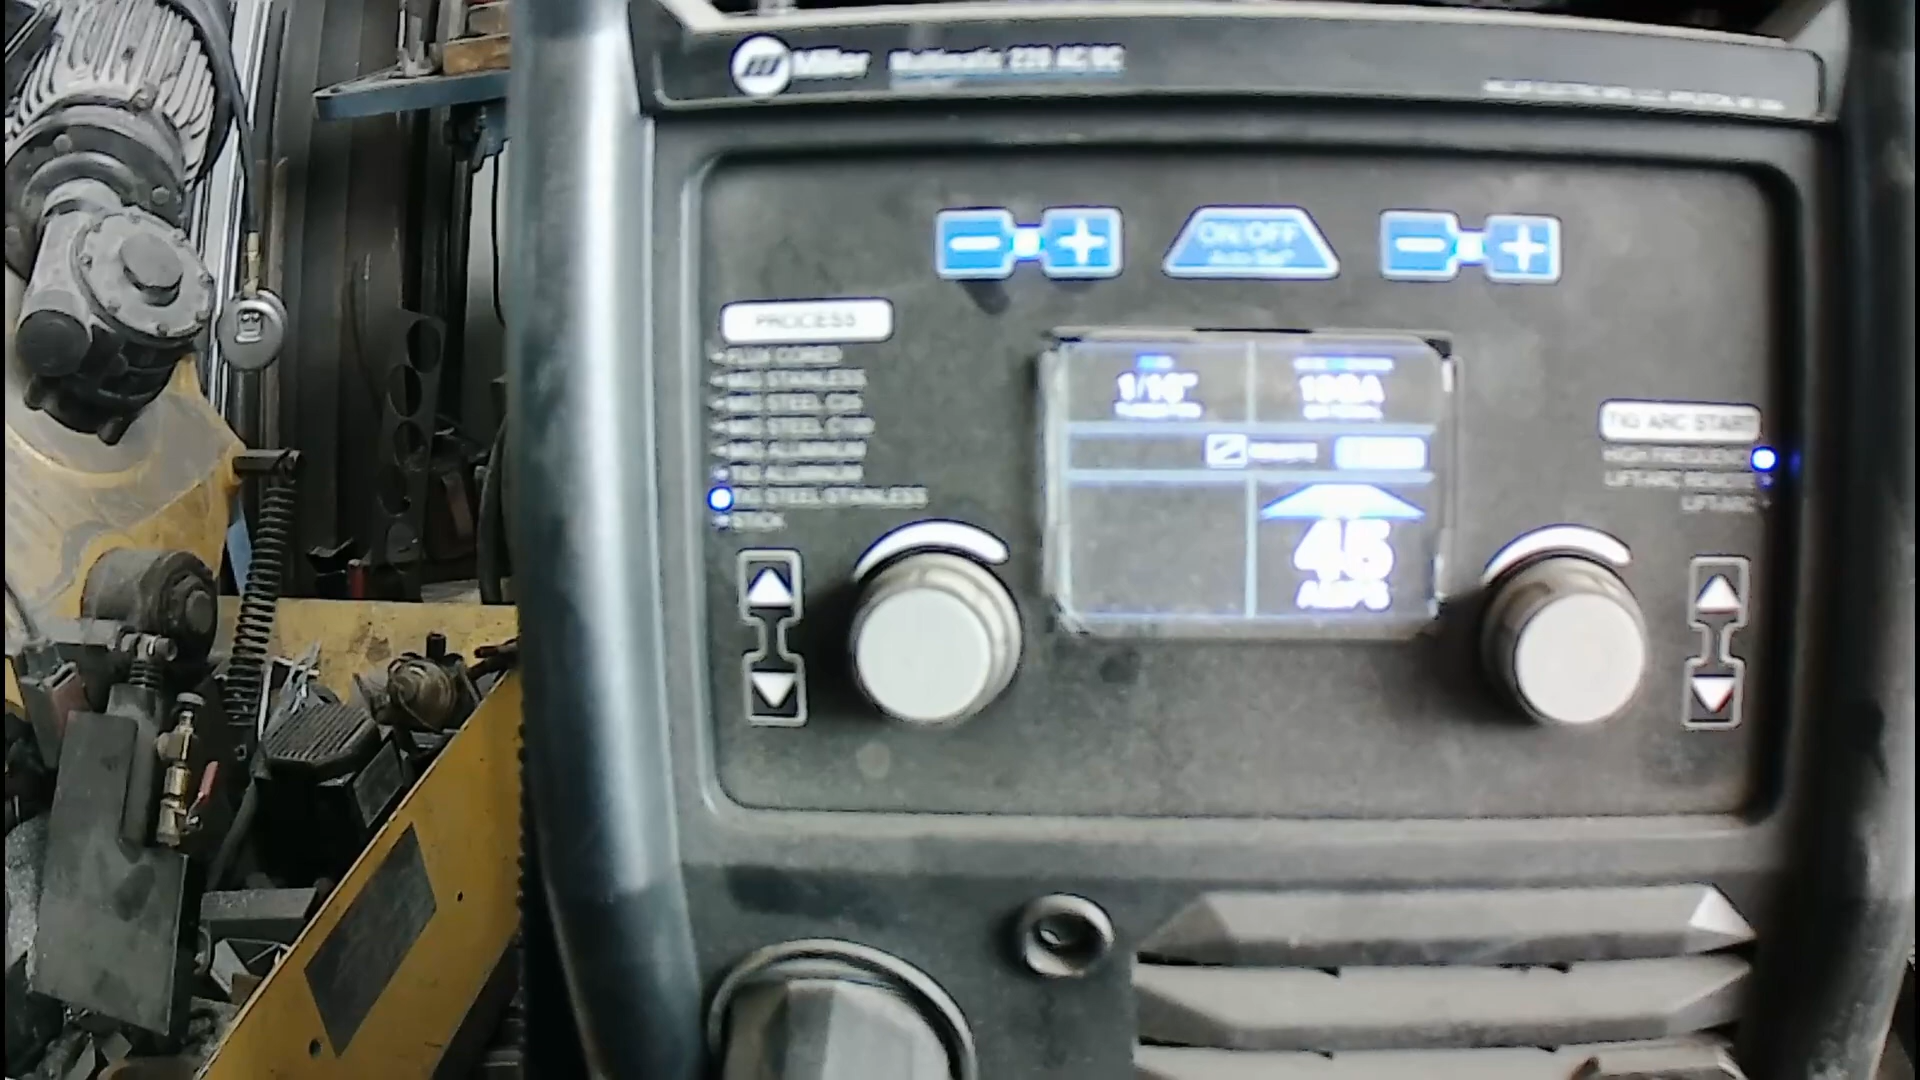 Miller Multimatic 220 AC/DC
ON/OFF
Auto-Set
PROCESS
FLUX CORED
MIG STAINLESS
MIG STEEL C25
MIG STEEL C100
MIG ALUMINUM
TIG ALUMINUM
TIG STEEL STAINLESS
STICK
1/16"
REMOTE
45
AMPS
TIG ARC START
HIGH FREQUENCY
LIFT-ARC REMOTE
LIFT-ARC